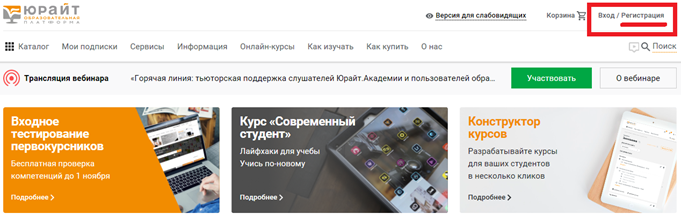 ЮРАЙТ
ОБРАЗОВАТЕЛЬНАЯ
ПЛАТФОРМА
Версия для слабовидящих
Корзина
Вход / Регистрация
Каталог Мои подписки Сервисы Информация Онлайн-курсы Как изучать Как купить О нас
Поиск
Трансляция вебинара
«Горячая линия: тьюторская поддержка слушателей Юрайт.Академии и пользователей обра...
Участвовать
О вебинаре
Входное
тестирование
первокурсников
Бесплатная проверка
компетенций до 1 ноября
Подробнее >
Курс «Современный
студент»
Лайфхаки для учебы
Учись по-новому
Подробнее >
Конструктор
курсов
Разрабатывайте курсы
для ваших студентов
в несколько кликов
Подробнее >